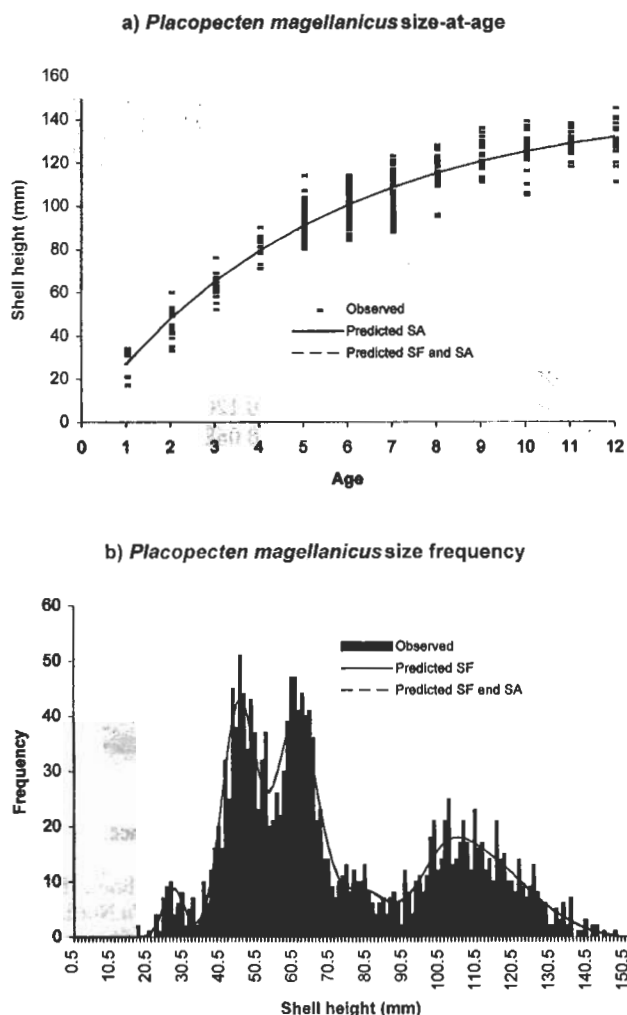 a) Placopecten magellanicus size-at-age
160
140
120
100
80
60
40
20
0
Shell height (mm)
Observed
Predicted SA
Predicted SF and SA
0 1 2 3 4 5 6 7 8 9 10 11 12
Age
b) Placopecten magellanicus size frequency
60
50
40
30
20
10
0
Frequency
Observed
Predicted SF
Predicted SF end SA
0.5 10.5 20.5 30.5 40.5 50.5 60.5 70.5 80.5 90.5 100.5 110.5 120.5 130.5 140.5 150.5
Shell height (mm)